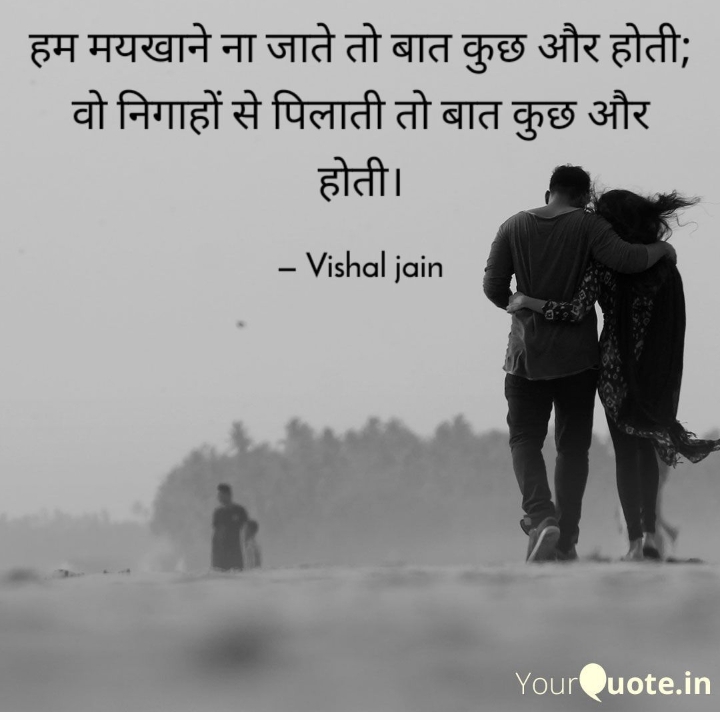 हम मयखाने ना जाते तो बात कुछ और होती;
वो निगाहों से पिलाती तो बात कुछ और
होती।
– Vishal jain
YourQuote.in